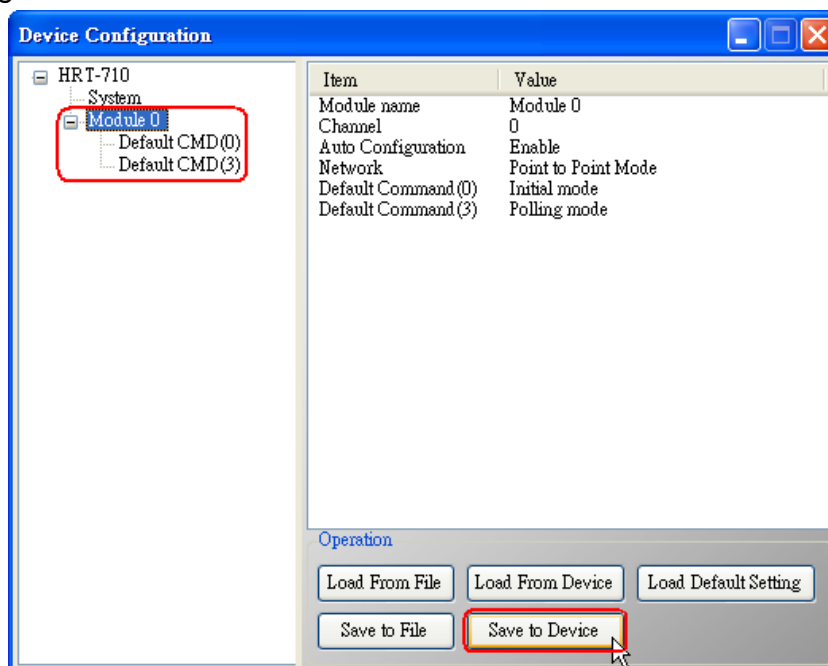 Device Configuration
HRT-710
System
Module 0
Default CMD(0)
Default CMD(3)
Item Value
Module name Module 0
Channel 0
Auto Configuration Enable
Network Point to Point Mode
Default Command(0) Initial mode
Default Command(3) Polling mode
Operation
Load From File Load From Device Load Default Setting
Save to File Save to Device